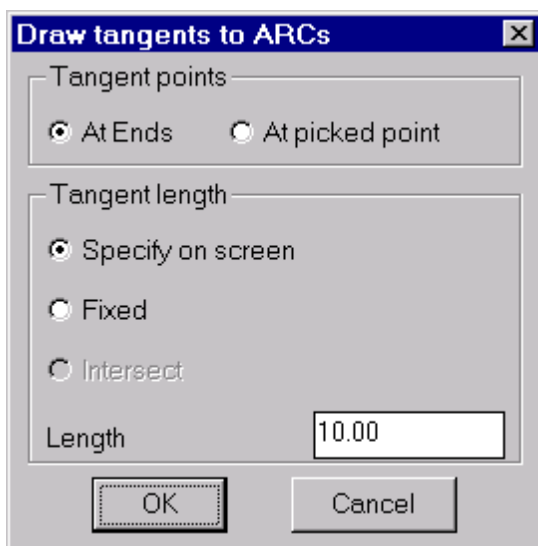 Draw tangents to ARCs
Tangent points
At Ends At picked point
Tangent length
Specify on screen
Fixed
Intersect
Length 10.00
OK Cancel